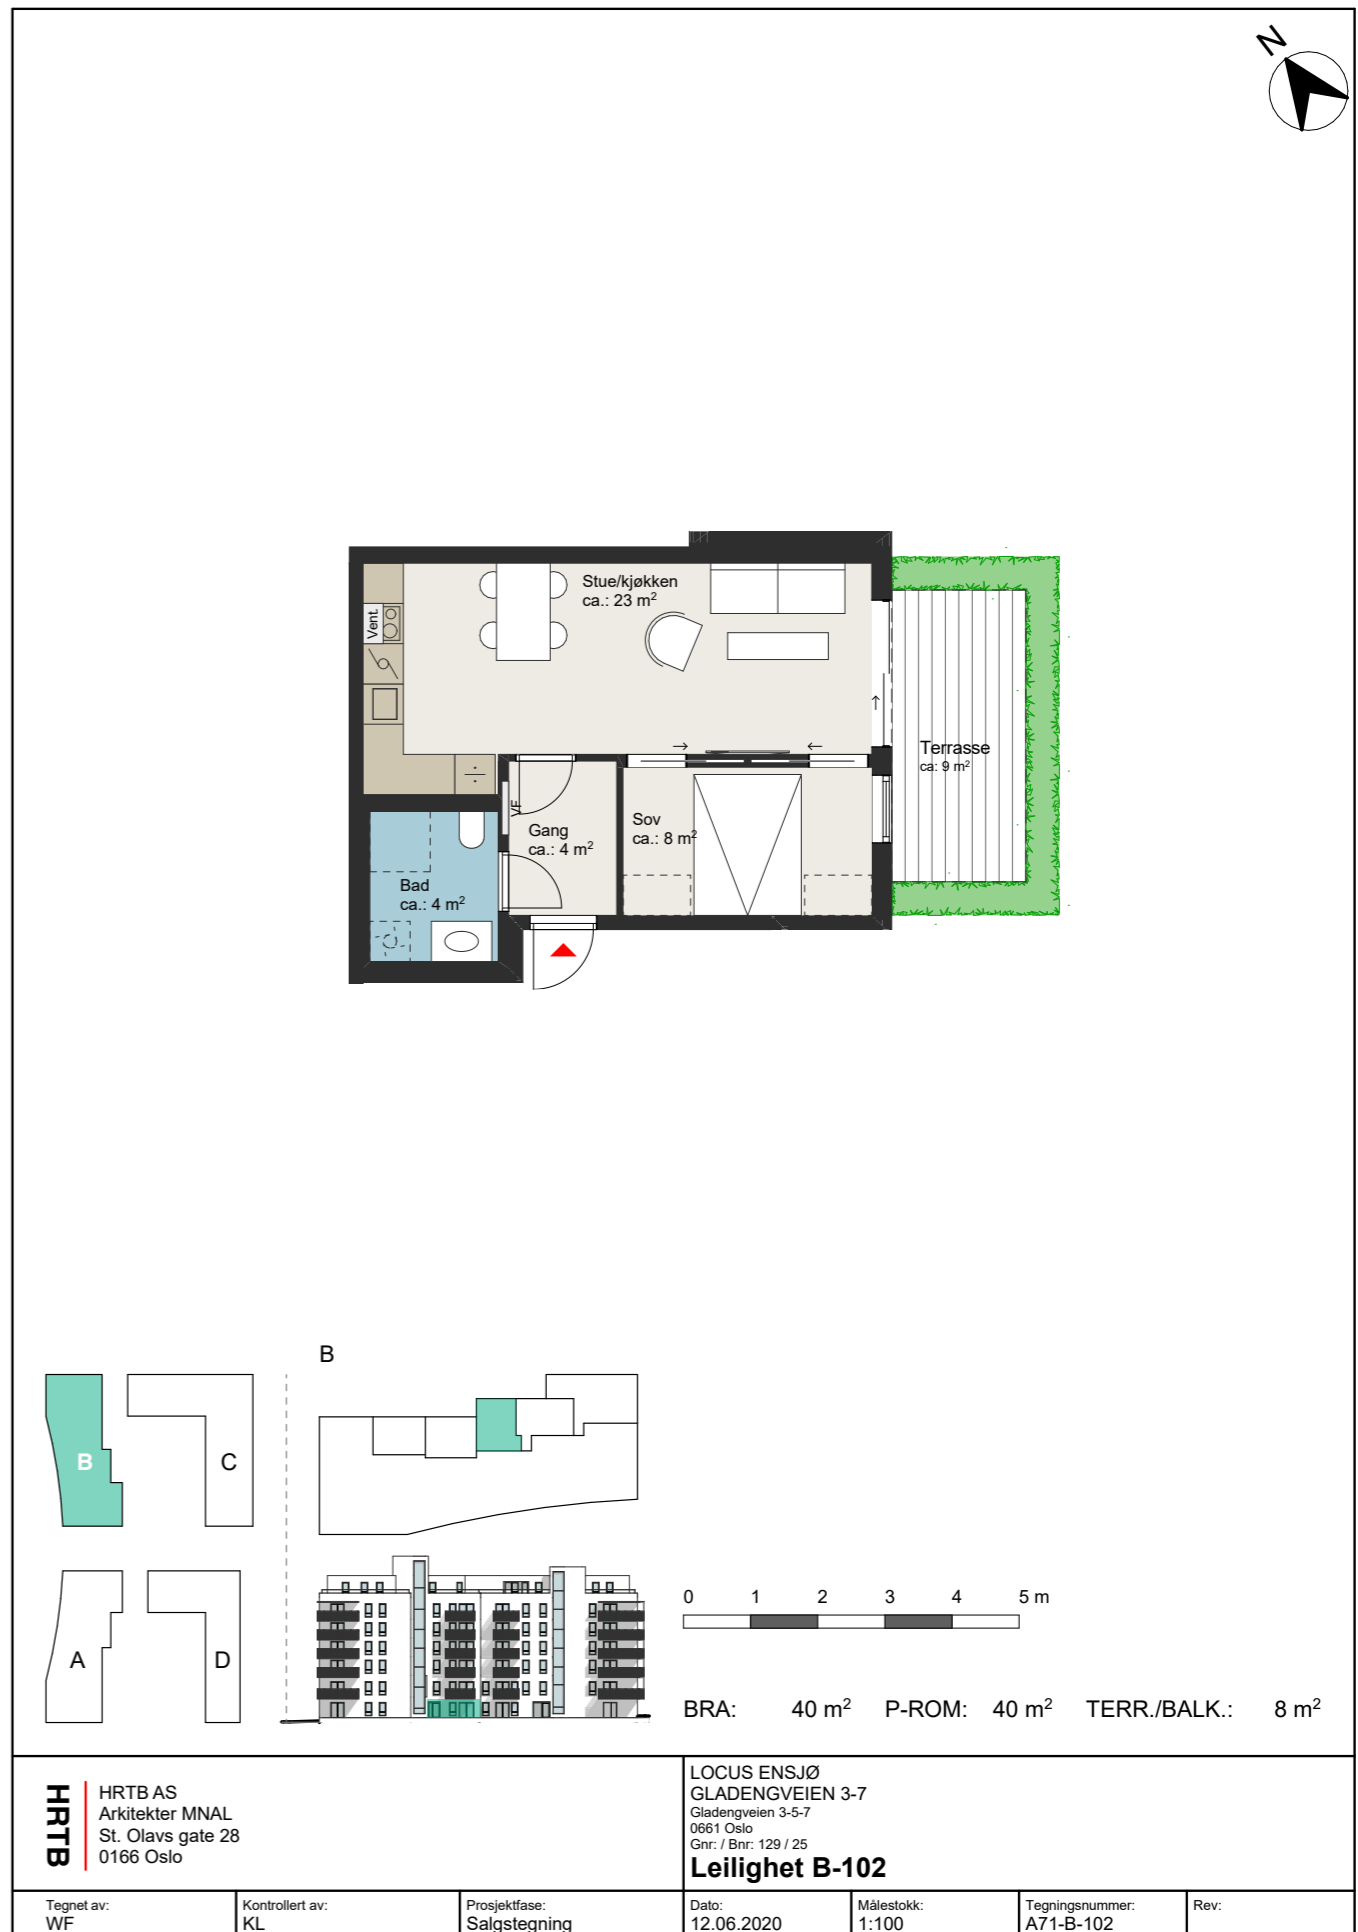 N
Stue/kjøkken
ca.: 23 m²
Vent.
Terrasse
ca: 9 m²
VF
Gang
ca.: 4 m²
Sov
ca.: 8 m²
Bad
ca.: 4 m²
B
B
C
A
D
0 1 2 3 4 5 m
BRA: 40 m² P-ROM: 40 m² TERR./BALK.: 8 m²
HRTB
HRTB AS
Arkitekter MNAL
St. Olavs gate 28
0166 Oslo
LOCUS ENSJØ
GLADENGVEIEN 3-7
Gladengveien 3-5-7
0661 Oslo
Gnr: / Bnr: 129 / 25
Leilighet B-102
Tegnet av:
WF
Kontrollert av:
KL
Prosjektfase:
Salgstegning
Dato:
12.06.2020
Målestokk:
1:100
Tegningsnummer:
A71-B-102
Rev: